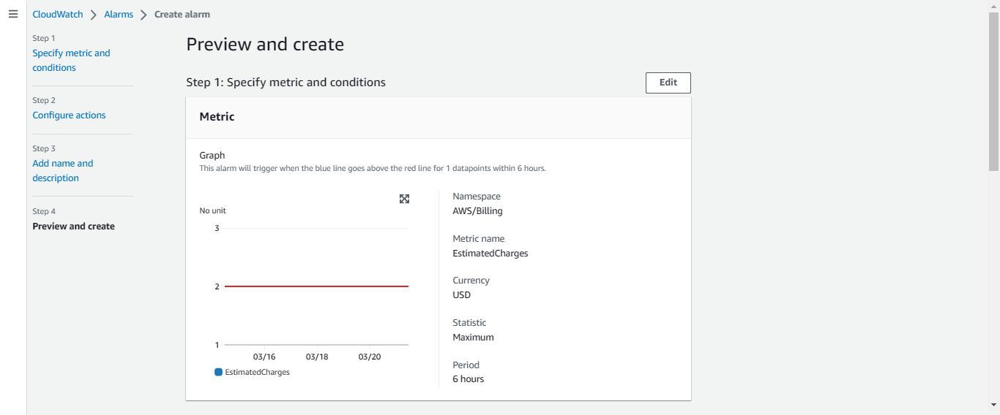 CloudWatch > Alarms > Create alarm
Step 1
Specify metric and
conditions
Step 2
Configure actions
Step 3
Add name and
description
Step 4
Preview and create
Preview and create
Step 1: Specify metric and conditions
Edit
Metric
Graph
This alarm will trigger when the blue line goes above the red line for 1 datapoints within 6 hours.
No unit
3
2
1
03/16 03/18 03/20
EstimatedCharges
Namespace
AWS/Billing
Metric name
EstimatedCharges
Currency
USD
Statistic
Maximum
Period
6 hours